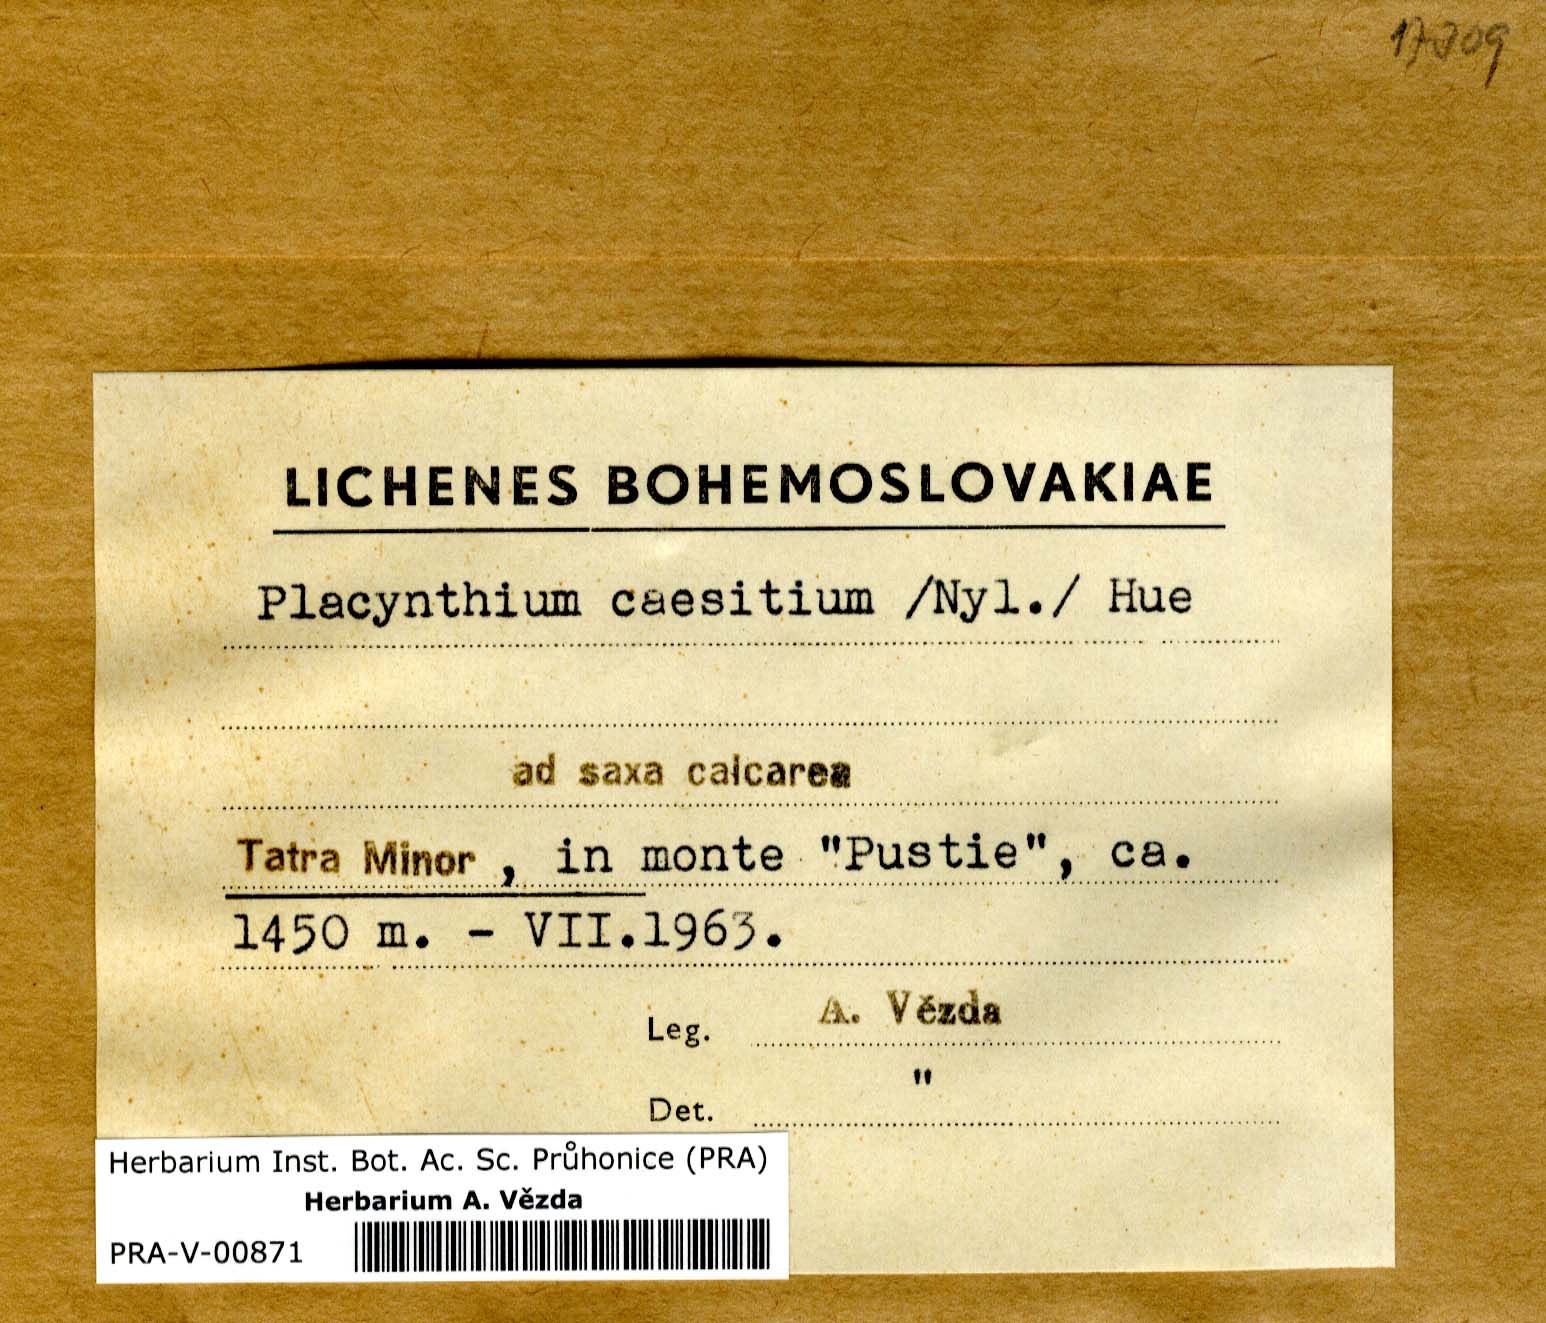 LICHENES BOHEMOSLOVAKIAE
Placynthium caesitium /Nyl./ Hue
ad saxa calcarea
Tatra Minor, in monte "Pustie", ca.
1450 m. - VII.1963.
Leg. A. Vězda
Det. "
Herbarium Inst. Bot. Ac. Sc. Průhonice (PRA)
Herbarium A. Vězda
PRA-V-00871